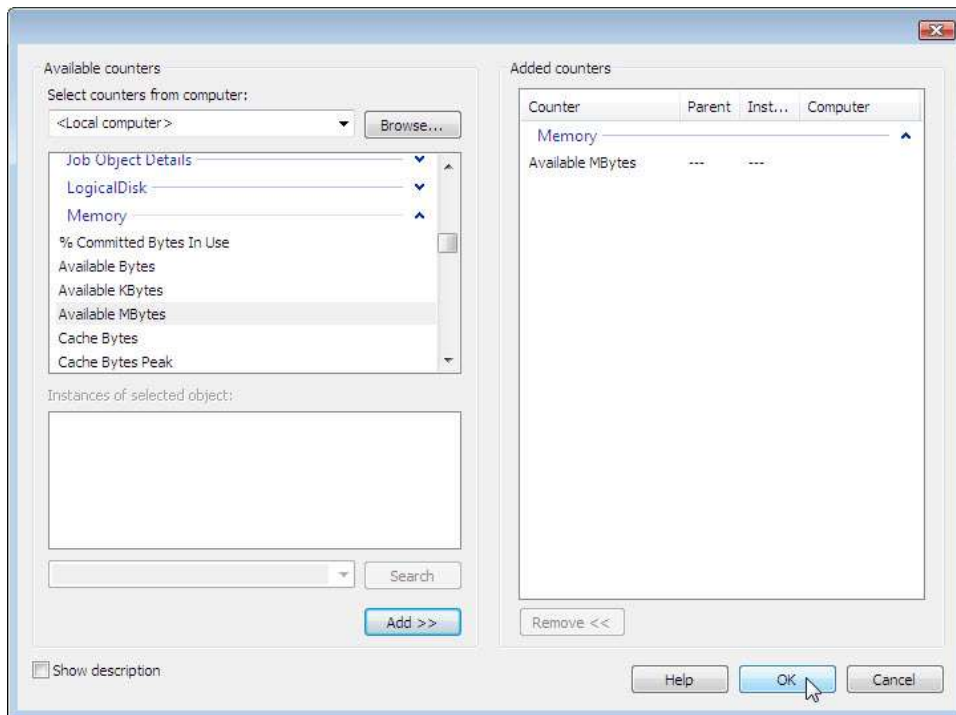 Available counters
Select counters from computer:
<Local computer>
Browse...
Job Object Details
LogicalDisk
Memory
% Committed Bytes In Use
Available Bytes
Available KBytes
Available MBytes
Cache Bytes
Cache Bytes Peak
Instances of selected object:
Search
Add >>
Show description
Added counters
Counter Parent Inst... Computer
Memory
Available MBytes --- ---
Remove <<
Help OK Cancel